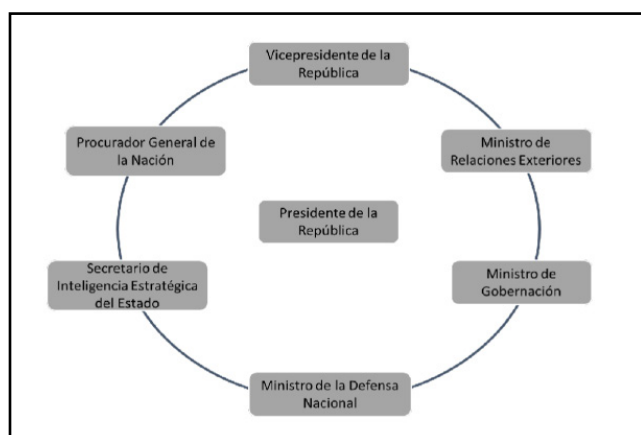 Vicepresidente de la
República
Procurador General de
la Nación
Ministro de
Relaciones Exteriores
Presidente de la
República
Secretario de
Inteligencia Estratégica
del Estado
Ministro de
Gobernación
Ministro de la Defensa
Nacional